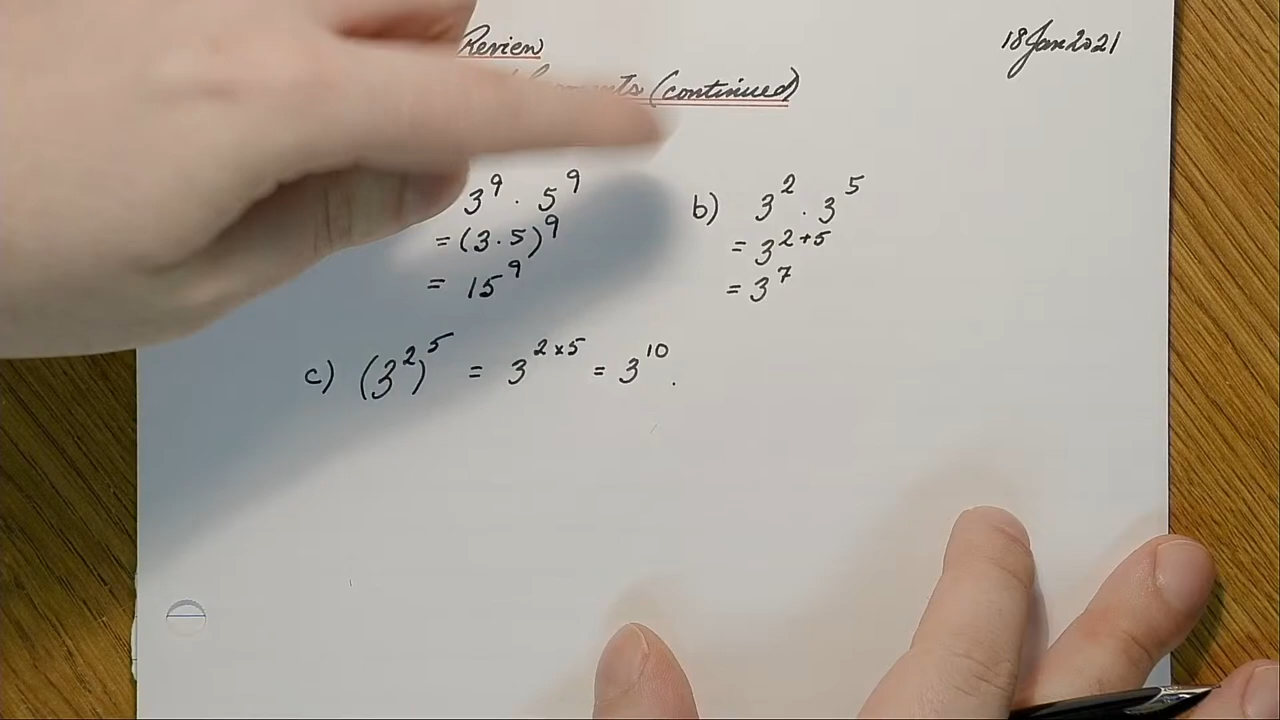 Review
18 Jan 2021
(continued)
3⁹ · 5⁹
= (3 · 5)⁹
= 15⁹
b) 3² · 3⁵
= 3²⁺⁵
= 3⁷
c) (3²)⁵ = 3²ˣ⁵ = 3¹⁰.